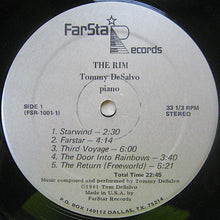 FarStar Records
THE RIM
Tommy DeSalvo
piano
SIDE 1
(FSR-1001-1)
33 1/3 RPM
STEREO
1. Starwind — 2:30
2. Farstar — 4:14
3. Third Voyage — 4:00
4. The Door Into Rainbows — 3:40
5. The Return (Freeworld) — 8:21
Total Time 22:45
Music composed and performed by Tommy DeSalvo
©1981 Tom DeSalvo
Made in U.S.A. by
FarStar Records
P.O. BOX 140112 DALLAS, TX. 75214